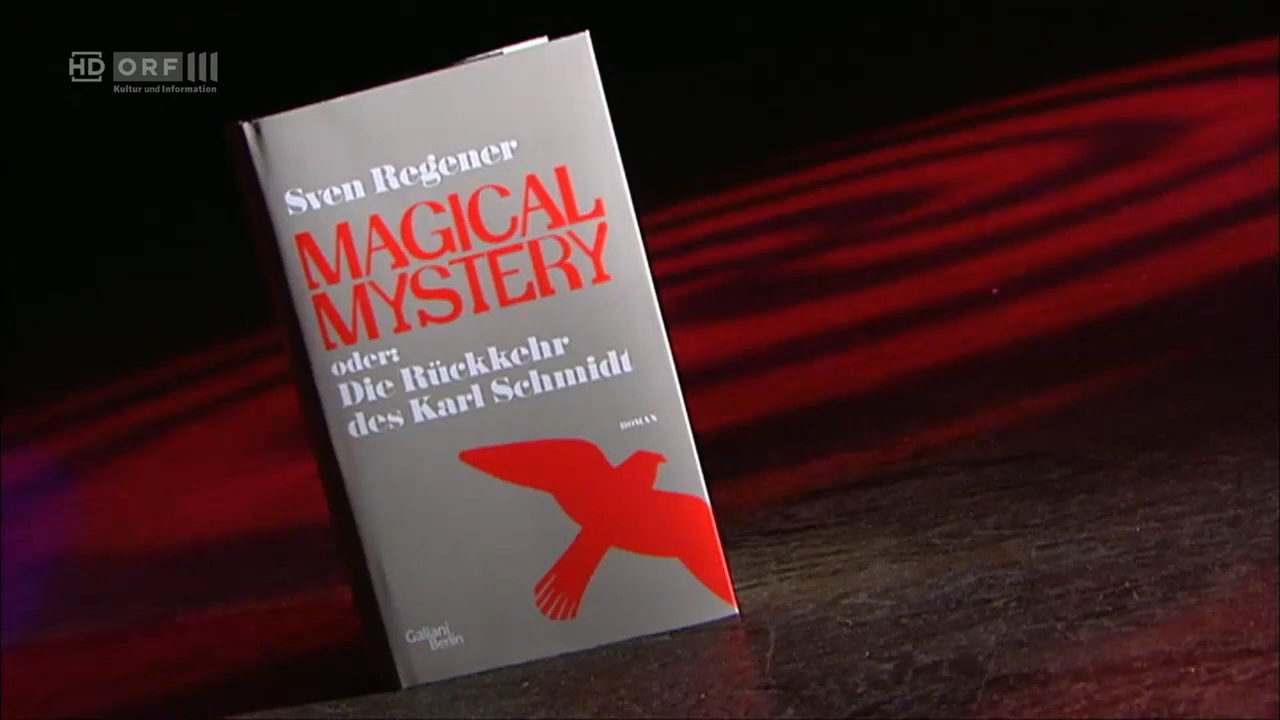 HD ORF III
Kultur und Information
Sven Regener
MAGICAL
MYSTERY
oder:
Die Rückkehr
des Karl Schmidt
ROMAN
Galiani
Berlin